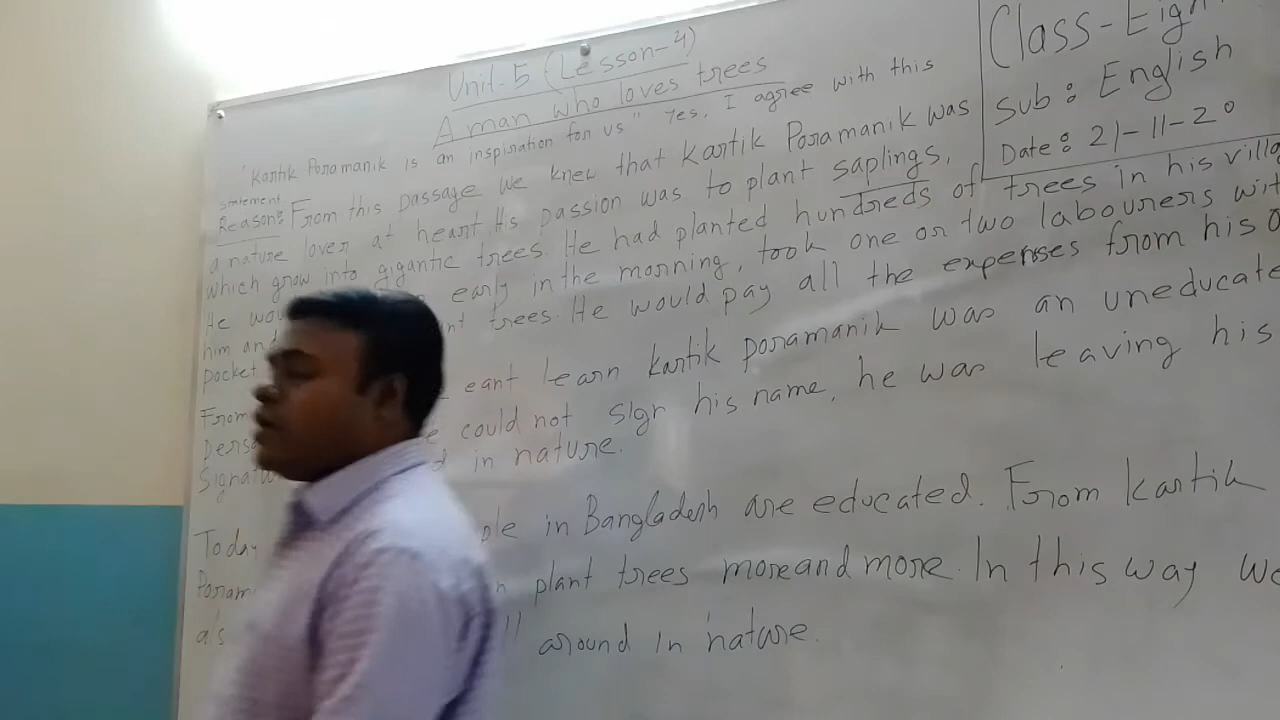 Unit-5 (Lesson-4)
A man who loves trees
"Kartik Poramanik is an inspiration for us" Yes, I agree with this
statement
Reason: From this passage we knew that Kartik Poramanik was
a nature lover at heart. His passion was to plant saplings,
which grow into gigantic trees. He had planted hundreds of trees in his villa
He wou early in the morning, took one or two labourers wit
him and nt trees. He would pay all the expenses from his o
pocket
From eant learn Kartik poramanik was an uneducate
perso e could not sign his name, he was leaving his
Signatu d in nature.
Today ple in Bangladesh are educated. From Kartik
Poram n plant trees more and more. In this way we
als ll around in nature.
Class-Eigh
Sub: English
Date: 21-11-20